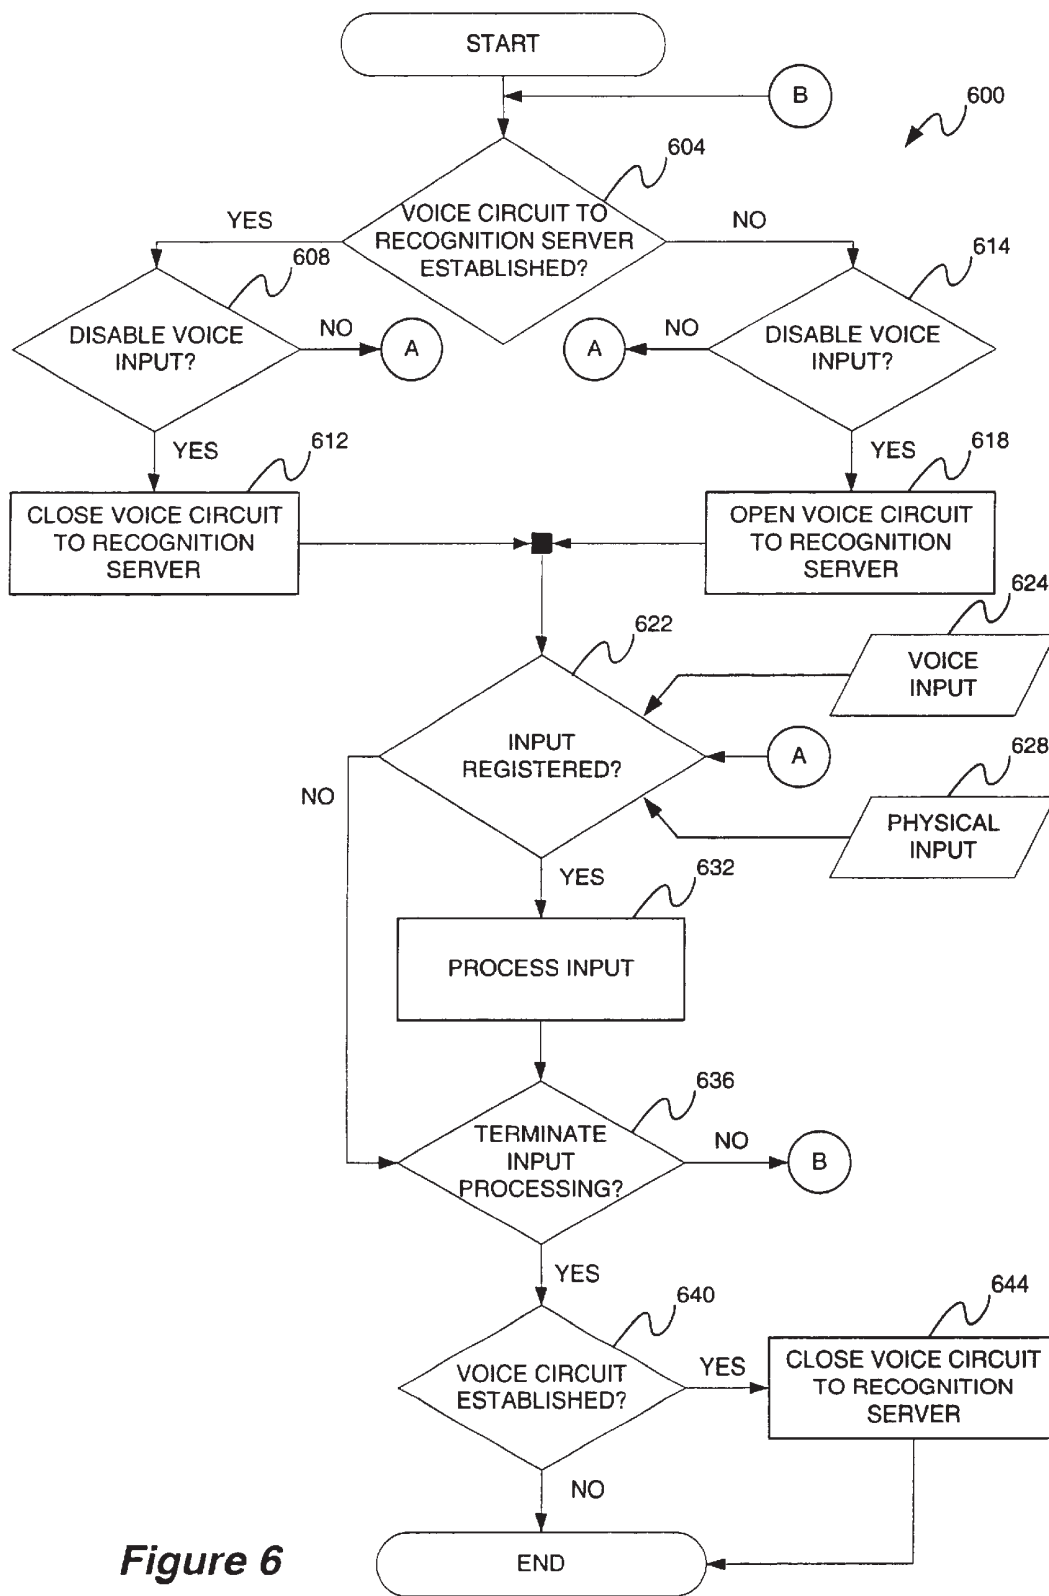 START
B
600
604
YES
VOICE CIRCUIT TO
RECOGNITION SERVER
ESTABLISHED?
NO
608
614
DISABLE VOICE
INPUT?
NO
A
A
NO
DISABLE VOICE
INPUT?
YES
612
YES
618
CLOSE VOICE CIRCUIT
TO RECOGNITION
SERVER
OPEN VOICE CIRCUIT
TO RECOGNITION
SERVER
624
622
VOICE
INPUT
INPUT
REGISTERED?
A
628
NO
PHYSICAL
INPUT
YES
632
PROCESS INPUT
636
TERMINATE
INPUT
PROCESSING?
NO
B
YES
640
644
VOICE CIRCUIT
ESTABLISHED?
YES
CLOSE VOICE CIRCUIT
TO RECOGNITION
SERVER
NO
END
Figure 6